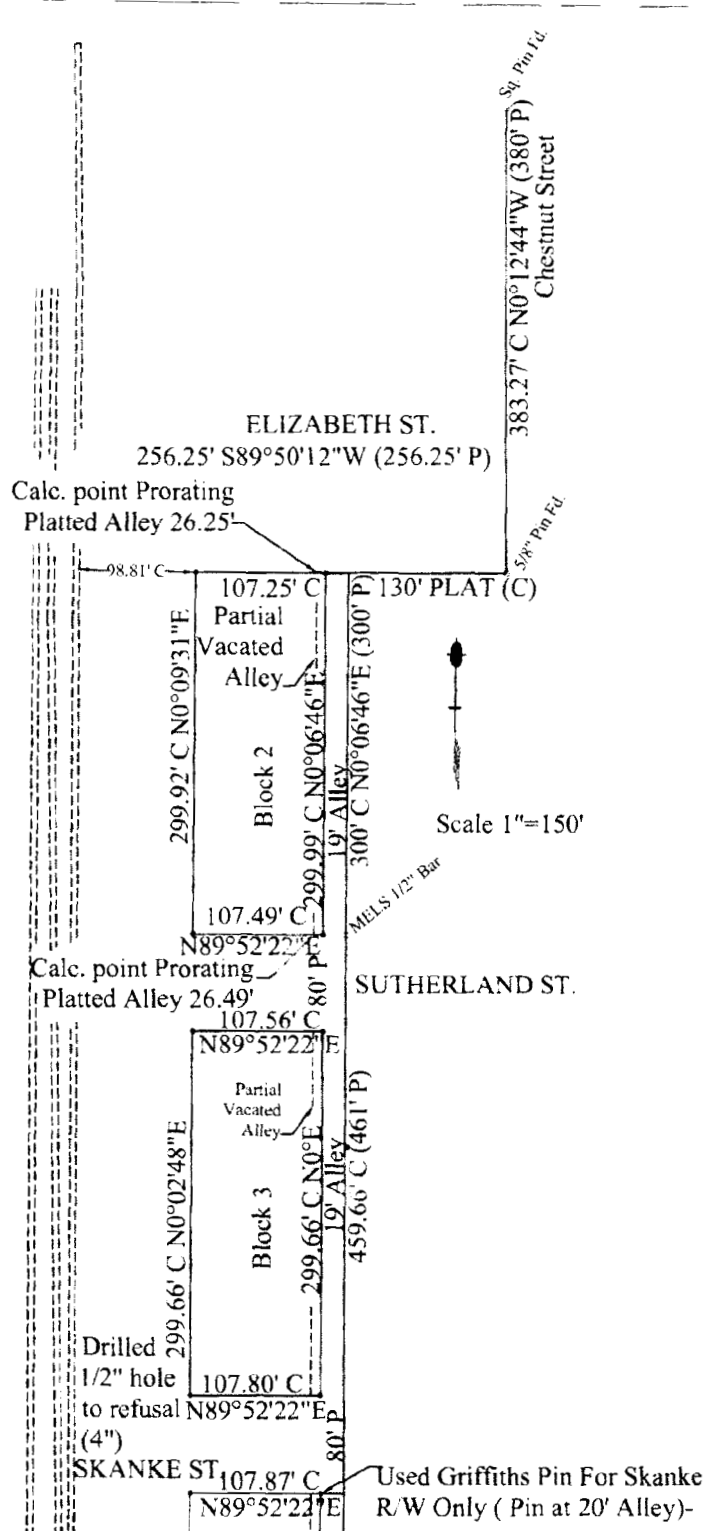 Sq. Pin Fd.
383.27' C N0°12'44"W (380' P)
Chestnut Street
ELIZABETH ST.
256.25' S89°50'12"W (256.25' P)
Calc. point Prorating
Platted Alley 26.25'
5/8" Pin Fd.
98.81' C
107.25' C
130' PLAT (C)
Partial
Vacated
Alley
299.92' C N0°09'31"E
Block 2
299.99' C N0°06'46"E
19' Alley
300' C N0°06'46"E (300' P)
Scale 1"=150'
107.49' C
N89°52'22"E
MELS 1/2" Bar
Calc. point Prorating
Platted Alley 26.49'
80' P
SUTHERLAND ST.
107.56' C
N89°52'22"E
Partial
Vacated
Alley
299.66' C N0°02'48"E
Block 3
299.66' C N0°E
19' Alley
459.66' C (461' P)
Drilled
1/2" hole
to refusal
(4")
107.80' C
N89°52'22"E
80' P
SKANKE ST.
107.87' C
N89°52'22"E
Used Griffiths Pin For Skanke
R/W Only ( Pin at 20' Alley)-